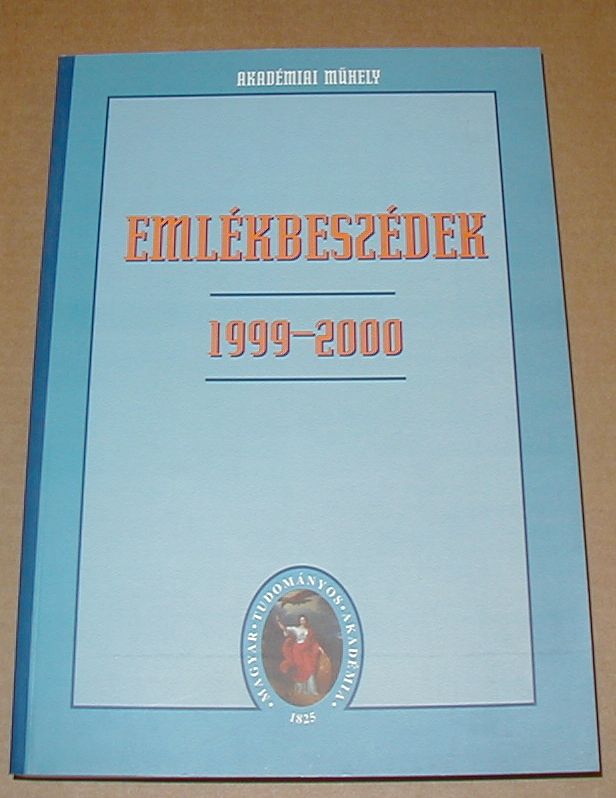 AKADÉMIAI MŰHELY
EMLÉKBESZÉDEK
1999–2000
• MAGYAR • TUDOMÁNYOS • AKADÉMIA •
1825